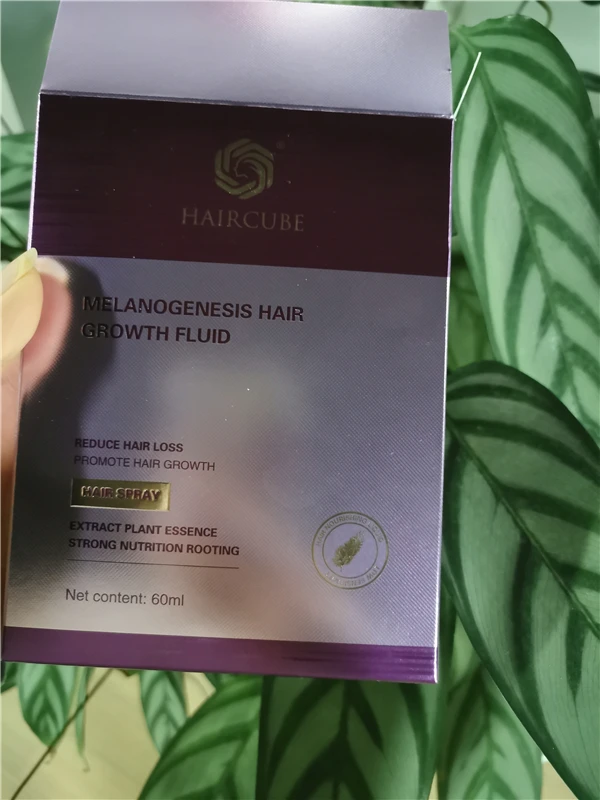 HAIRCUBE
MELANOGENESIS HAIR
GROWTH FLUID
REDUCE HAIR LOSS
PROMOTE HAIR GROWTH
HAIR SPRAY
EXTRACT PLANT ESSENCE
STRONG NUTRITION ROOTING
Net content: 60ml